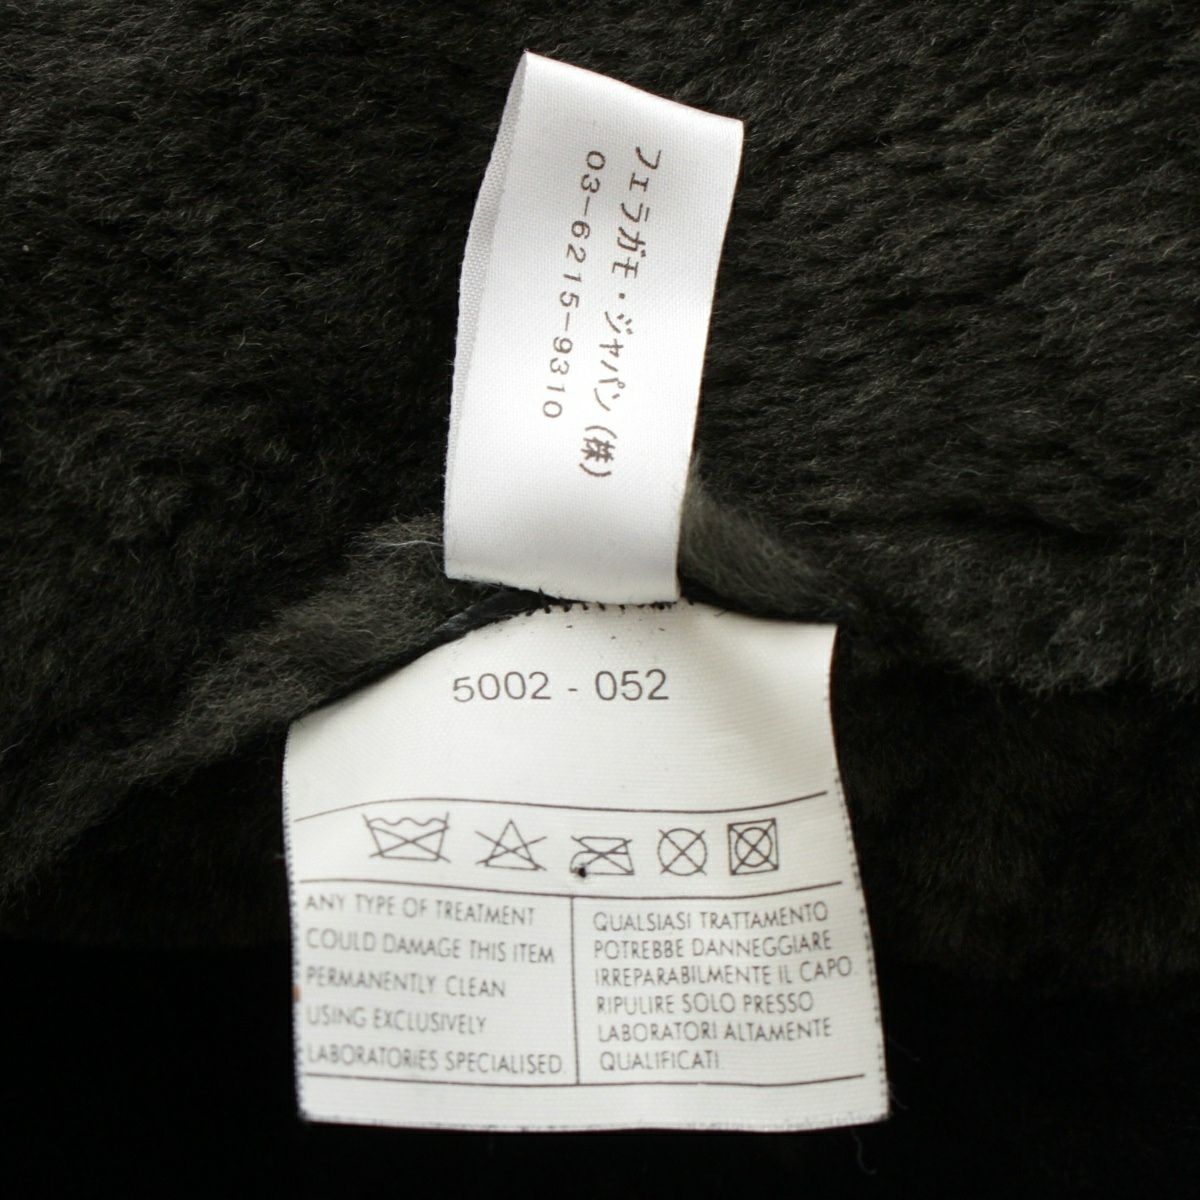 フェラガモ・ジャパン(株)
03-6215-9310
5002 - 052
ANY TYPE OF TREATMENT
COULD DAMAGE THIS ITEM
PERMANENTLY CLEAN
USING EXCLUSIVELY
LABORATORIES SPECIALISED.
QUALSIASI TRATTAMENTO
POTREBBE DANNEGGIARE
IRREPARABILMENTE IL CAPO.
RIPULIRE SOLO PRESSO
LABORATORI ALTAMENTE
QUALIFICATI.